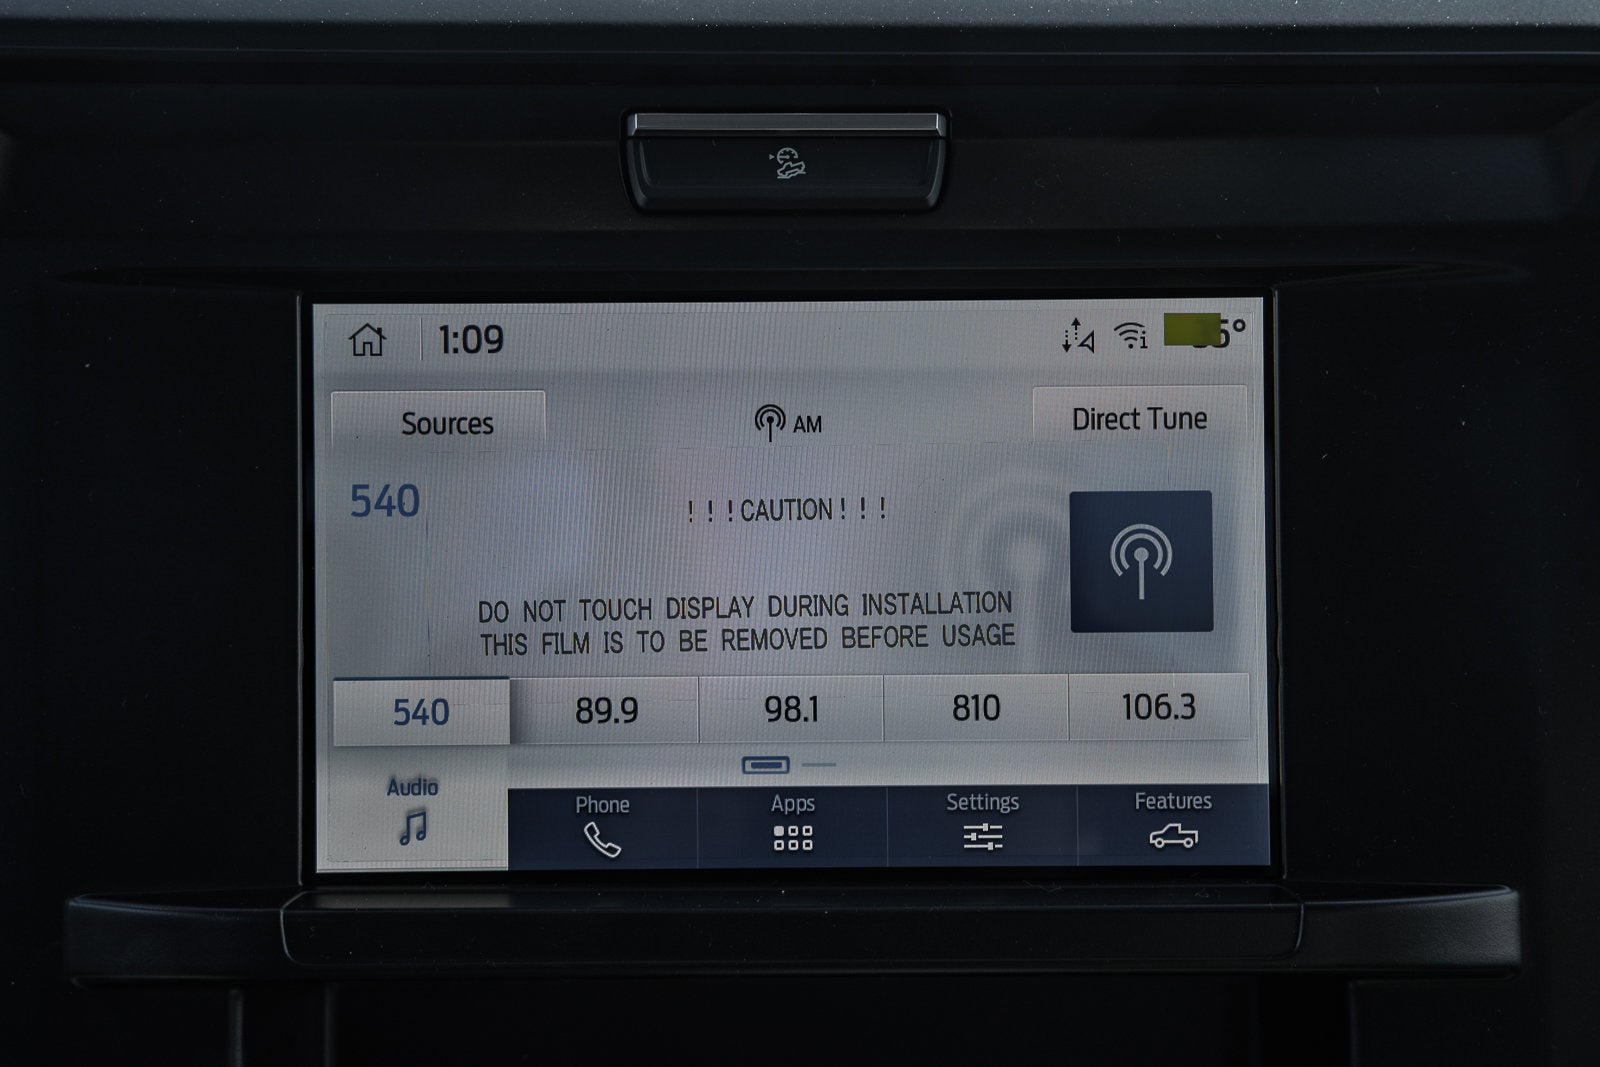 1:09
Sources
AM
Direct Tune
540
! ! ! CAUTION ! ! !
DO NOT TOUCH DISPLAY DURING INSTALLATION
THIS FILM IS TO BE REMOVED BEFORE USAGE
540 89.9 98.1 810 106.3
Audio Phone Apps Settings Features